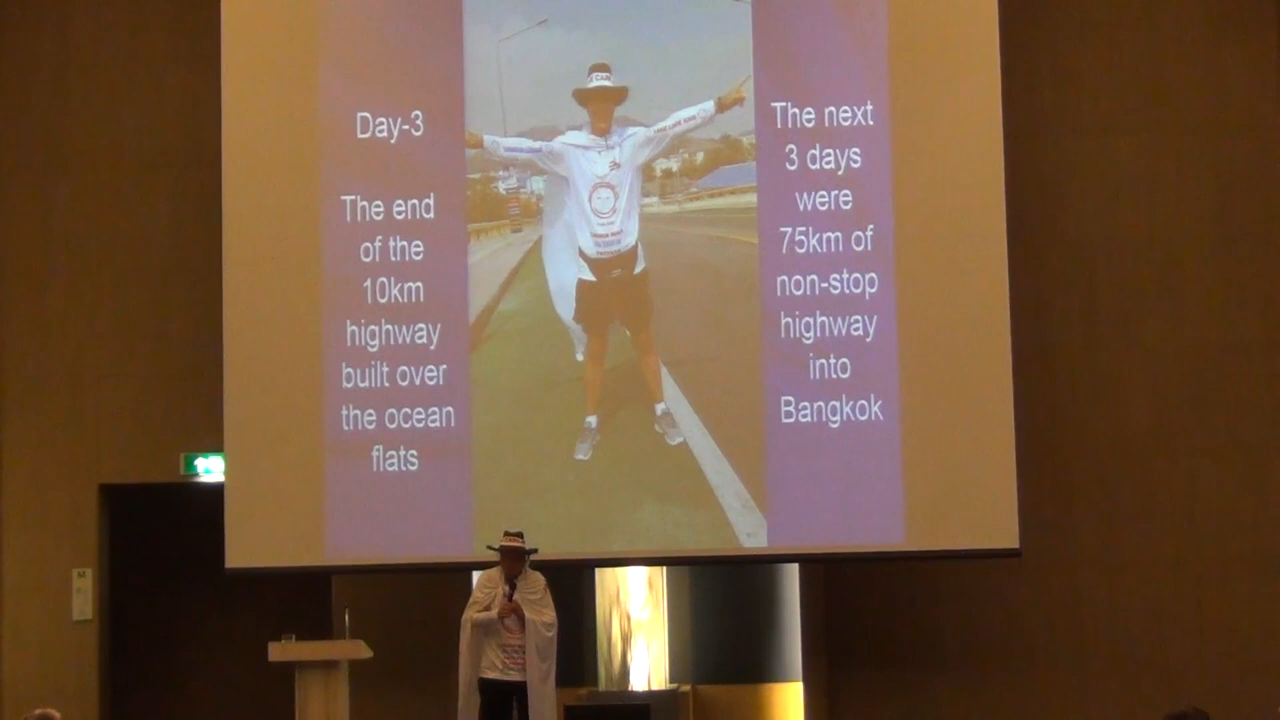 Day-3
The end
of the
10km
highway
built over
the ocean
flats
The next
3 days
were
75km of
non-stop
highway
into
Bangkok